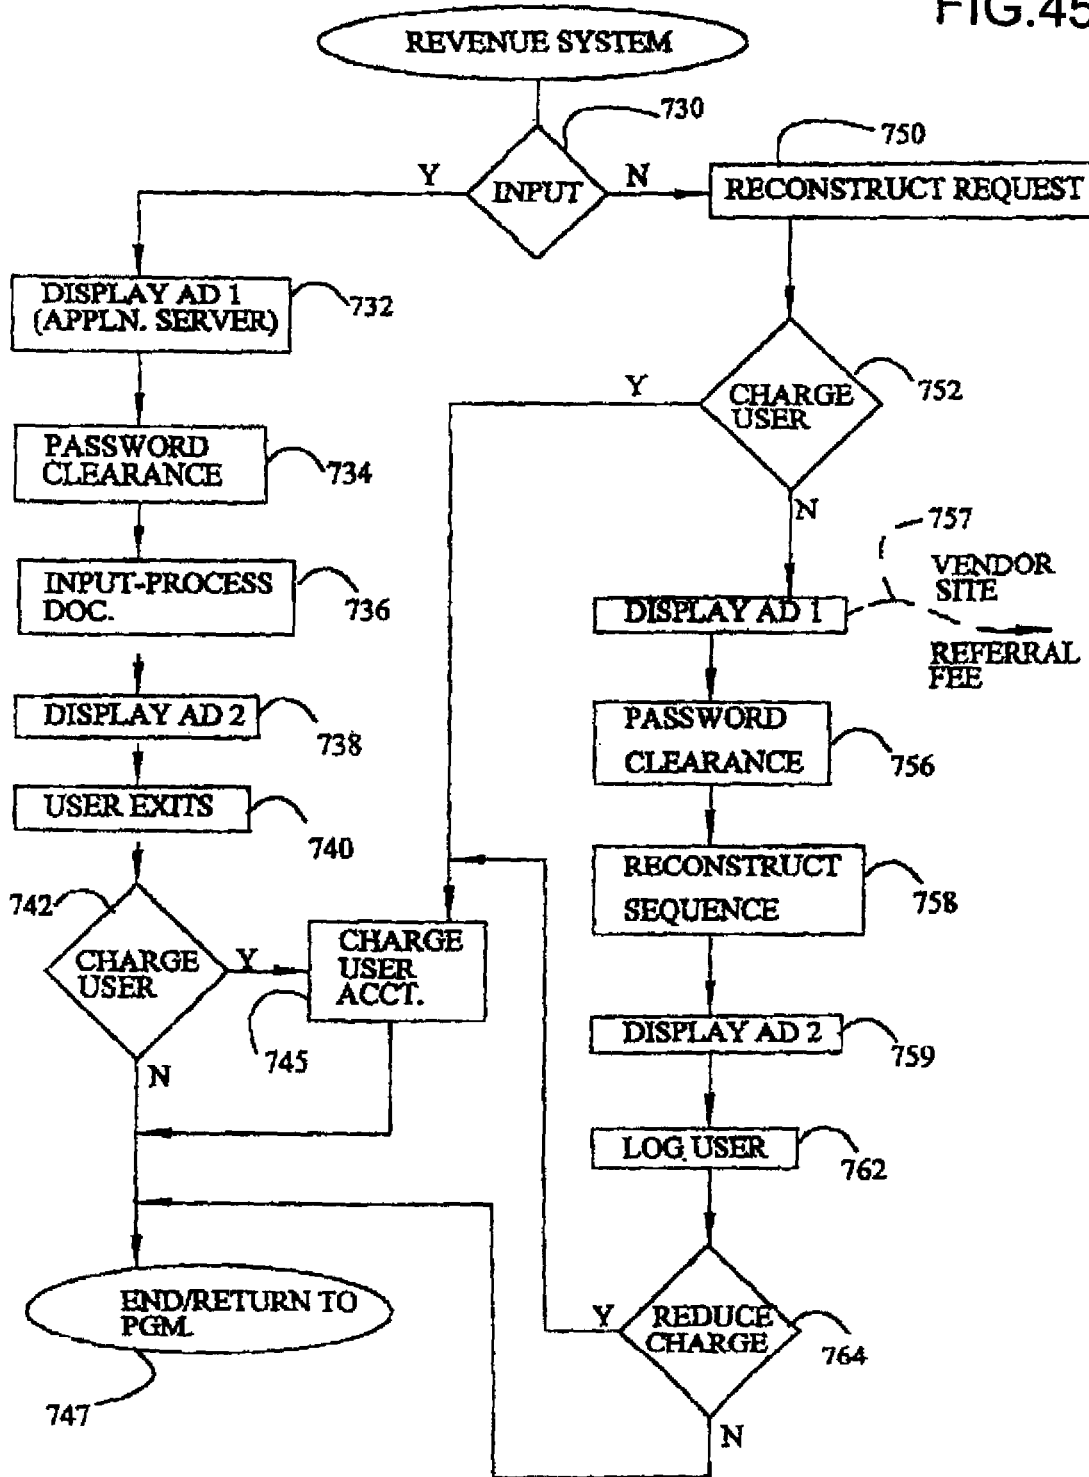 FIG.45
REVENUE SYSTEM
730
750
Y
INPUT
N
RECONSTRUCT REQUEST
DISPLAY AD 1
(APPLN. SERVER)
732
Y
CHARGE
USER
752
PASSWORD
CLEARANCE
734
N
757
VENDOR
SITE
INPUT-PROCESS
DOC.
736
DISPLAY AD 1
REFERRAL
FEE
DISPLAY AD 2
738
PASSWORD
CLEARANCE
756
USER EXITS
740
RECONSTRUCT
SEQUENCE
758
742
CHARGE
USER
Y
CHARGE
USER
ACCT.
745
DISPLAY AD 2
759
N
LOG USER
762
END/RETURN TO
PGM.
747
Y
REDUCE
CHARGE
764
N